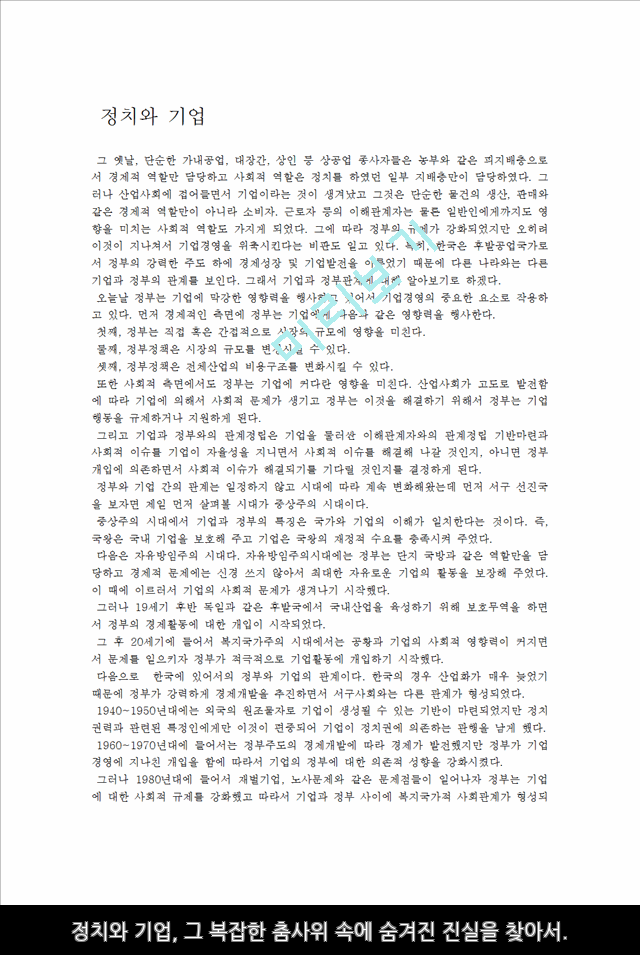 정치와 기업
그 옛날, 단순한 가내공업, 대장간, 상인 등 상공업 종사자들은 농부와 같은 피지배층으로
서 경제적 역할만 담당하고 사회적 역할은 정치를 하였던 일부 지배층만이 담당하였다. 그
러나 산업사회에 접어들면서 기업이라는 것이 생겨났고 그것은 단순한 물건의 생산, 판매와
같은 경제적 역할만이 아니라 소비자, 근로자 등의 이해관계자는 물론 일반인에게까지도 영
향을 미치는 사회적 역할도 가지게 되었다. 그에 따라 정부의 규제가 강화되었지만 오히려
이것이 지나쳐서 기업경영을 위축시킨다는 비판도 일고 있다. 특히, 한국은 후발공업국가로
서 정부의 강력한 주도 하에 경제성장 및 기업발전을 이루었기 때문에 다른 나라와는 다른
기업과 정부의 관계를 보인다. 그래서 기업과 정부관계에 대해 알아보기로 하겠다.
오늘날 정부는 기업에 막강한 영향력을 행사하고 있어서 기업경영의 중요한 요소로 작용하
고 있다. 먼저 경제적인 측면에 정부는 기업에게 다음과 같은 영향력을 행사한다.
첫째, 정부는 직접 혹은 간접적으로 시장의 규모에 영향을 미친다.
둘째, 정부정책은 시장의 규모를 변경시킬 수 있다.
셋째, 정부정책은 전체산업의 비용구조를 변화시킬 수 있다.
또한 사회적 측면에서도 정부는 기업에 커다란 영향을 미친다. 산업사회가 고도로 발전함
에 따라 기업에 의해서 사회적 문제가 생기고 정부는 이것을 해결하기 위해서 정부는 기업
행동을 규제하거나 지원하게 된다.
그리고 기업과 정부와의 관계정립은 기업을 둘러싼 이해관계자와의 관계정립 기반마련과
사회적 이슈를 기업이 자율성을 지니면서 사회적 이슈를 해결해 나갈 것인지, 아니면 정부
개입에 의존하면서 사회적 이슈가 해결되기를 기다릴 것인지를 결정하게 된다.
정부와 기업 간의 관계는 일정하지 않고 시대에 따라 계속 변화해왔는데 먼저 서구 선진국
을 보자면 제일 먼저 살펴볼 시대가 중상주의 시대이다.
중상주의 시대에서 기업과 정부의 특징은 국가와 기업의 이해가 일치한다는 것이다. 즉,
국왕은 국내 기업을 보호해 주고 기업은 국왕의 재정적 수요를 충족시켜 주었다.
다음은 자유방임주의 시대다. 자유방임주의시대에는 정부는 단지 국방과 같은 역할만을 담
당하고 경제적 문제에는 신경 쓰지 않아서 최대한 자유로운 기업의 활동을 보장해 주었다.
이 때에 이르러서 기업의 사회적 문제가 생겨나기 시작했다.
그러나 19세기 후반 독일과 같은 후발국에서 국내산업을 육성하기 위해 보호무역을 하면
서 정부의 경제활동에 대한 개입이 시작되었다.
그 후 20세기에 들어서 복지국가주의 시대에서는 공황과 기업의 사회적 영향력이 커지면
서 문제를 일으키자 정부가 적극적으로 기업활동에 개입하기 시작했다.
다음으로 한국에 있어서의 정부와 기업의 관계이다. 한국의 경우 산업화가 매우 늦었기
때문에 정부가 강력하게 경제개발을 추진하면서 서구사회와는 다른 관계가 형성되었다.
1940~1950년대에는 외국의 원조물자로 기업이 생성될 수 있는 기반이 마련되었지만 정치
권력과 관련된 특정인에게만 이것이 편중되어 기업이 정치권에 의존하는 관행을 남게 했다.
1960~1970년대에 들어서는 정부주도의 경제개발에 따라 경제가 발전했지만 정부가 기업
경영에 지나친 개입을 함에 따라서 기업의 정부에 대한 의존적 성향을 강화시켰다.
그러나 1980년대에 들어서 재벌기업, 노사문제와 같은 문제점들이 일어나자 정부는 기업
에 대한 사회적 규제를 강화했고 따라서 기업과 정부 사이에 복지국가적 사회관계가 형성되
미리보기
정치와 기업, 그 복잡한 춤사위 속에 숨겨진 진실을 찾아서.